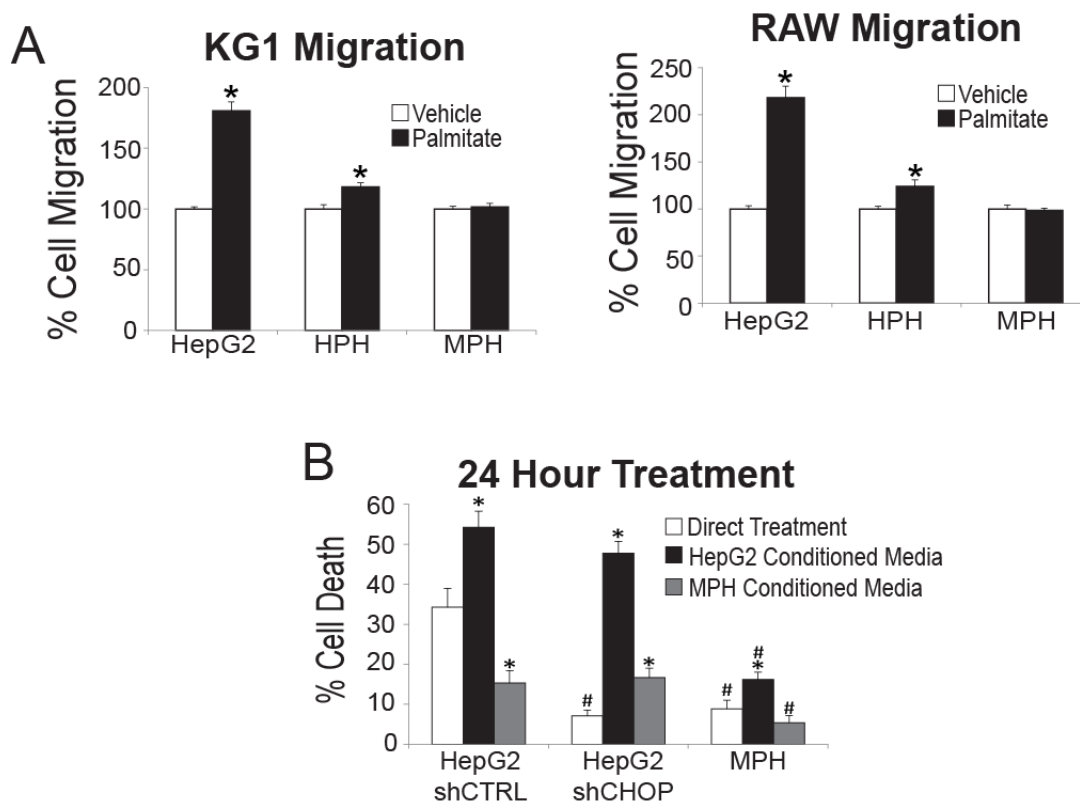 A
KG1 Migration
% Cell Migration
200
150
100
50
0
Vehicle
Palmitate
*
*
HepG2 HPH MPH
RAW Migration
% Cell Migration
250
200
150
100
50
0
Vehicle
Palmitate
*
*
HepG2 HPH MPH
B
24 Hour Treatment
% Cell Death
60
50
40
30
20
10
0
Direct Treatment
HepG2 Conditioned Media
MPH Conditioned Media
* *
# * *
# # * #
HepG2 shCTRL
HepG2 shCHOP
MPH